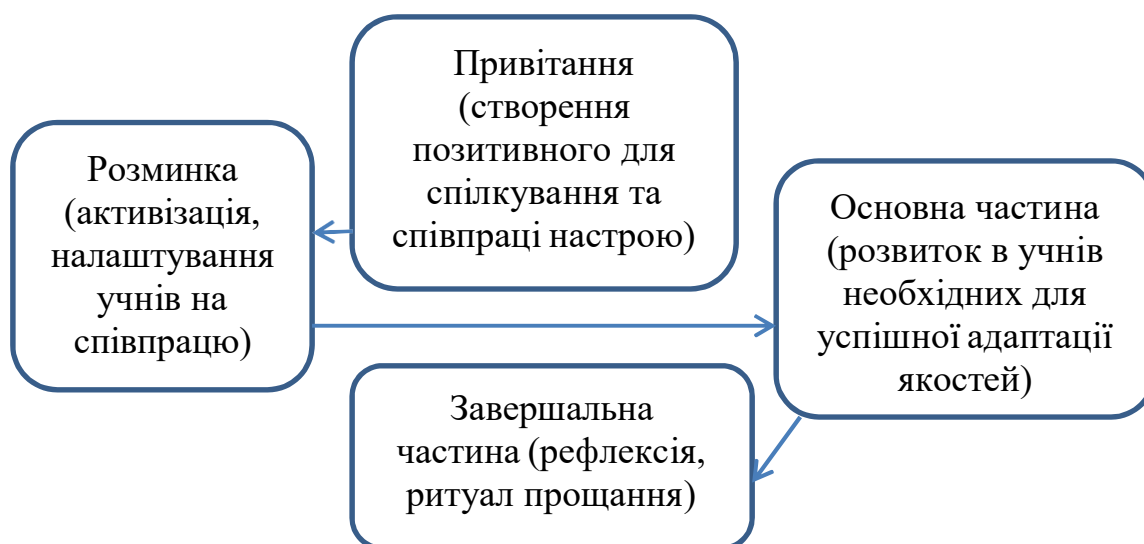 Привітання
(створення
позитивного для
спілкування та
співпраці настрою)
Розминка
(активізація,
налаштування
учнів на
співпрацю)
Основна частина
(розвиток в учнів
необхідних для
успішної адаптації
якостей)
Завершальна
частина (рефлексія,
ритуал прощання)